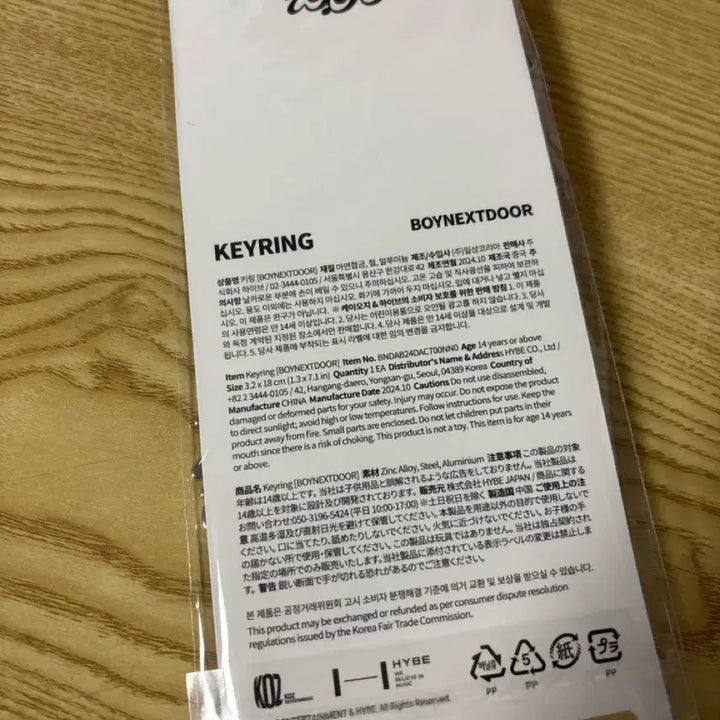 KEYRING
BOYNEXTDOOR
상품명 키링 [BOYNEXTDOOR] 재질 아연합금, 철, 알루미늄 제조/수입사 (주)일상코리아 판매사 주
식회사 하이브 / 02-3444-0105 / 서울특별시 용산구 한강대로 42 제조연월 2024.10 제조국 중국 주
의사항 날카로운 부분에 손이 베일 수 있으니 주의하십시오. 고온 고습 및 직사광선을 피하여 보관하
십시오. 용도 이외에는 사용하지 마십시오. 화기에 가까이 두지 마십시오. 입에 대거나 넣고 빨지 마십
시오. 이 제품은 완구가 아닙니다. ※ 케이오지 & 하이브의 소비자 보호를 위한 판매 방침 1. 이 제품
의 사용연령은 만 14세 이상입니다. 2. 당사는 어린이용품으로 오인될 광고를 하지 않습니다. 3. 당사
와 독점 계약된 지정된 장소에서만 판매합니다. 4. 당사 제품은 만 14세 이상을 대상으로 설계 및 개발
됩니다. 5. 당사 제품에 부착되는 표시 라벨에 대한 임의 변경을 금지합니다.
Item Keyring [BOYNEXTDOOR] Item No. BNDAB24DAC700NN0 Age 14 years or above
Size 3.2 x 18 cm (1.3 x 7.1 in) Quantity 1 EA Distributor's Name & Address HYBE CO., Ltd /
+82 2 3444-0105 / 42, Hangang-daero, Yongsan-gu, Seoul, 04389 Korea Country of
Manufacture CHINA Manufacture Date 2024.10 Cautions Do not use disassembled,
damaged or deformed parts for your safety. Injury may occur. Do not expose the product
to direct sunlight; avoid high or low temperatures. Follow instructions for use. Keep the
product away from fire. Small parts are enclosed. Do not let children put parts in their
mouth since there is a risk of choking. This product is not a toy. This item is for age 14 years
or above.
商品名 Keyring [BOYNEXTDOOR] 素材 Zinc Alloy, Steel, Aluminium 注意事項 この製品の対象
年齢は14歳以上です。当社は子供用品と誤解されるような広告をしておりません。当社製品は
14歳以上を対象に設計及び開発されております。販売元 株式会社 HYBE JAPAN / 商品に関する
お問い合わせ:050-3196-5424 (平日 10:00-17:00) ※土日祝日を除く 製造国 中国 ご使用上の注
意 高温多湿及び直射日光を避けて保管してください。本製品を用途以外の目的で使用しないで
ください。口に当てたり、舐めたりしないでください。火気に近づけないでください。お子様の手
の届かない所で使用・保管してください。この製品は玩具ではありません。当社は独占契約され
た指定の場所でのみ販売いたします。当社製品に添付されている表示ラベルの変更は禁止しま
す。警告 鋭い断面で手が切れる恐れがあるのでご注意ください。
본 제품은 공정거래위원회 고시 소비자 분쟁해결 기준에 의거 교환 및 보상을 받으실 수 있습니다.
This product may be exchanged or refunded as per consumer dispute resolution
regulations issued by the Korea Fair Trade Commission.
KOZ KOZ ENTERTAINMENT HYBE
WE
BELIEVE IN
MUSIC
비닐류 5 紙 プラ
PP PP PP
ENTERTAINMENT & HYBE. All Rights Reserved.